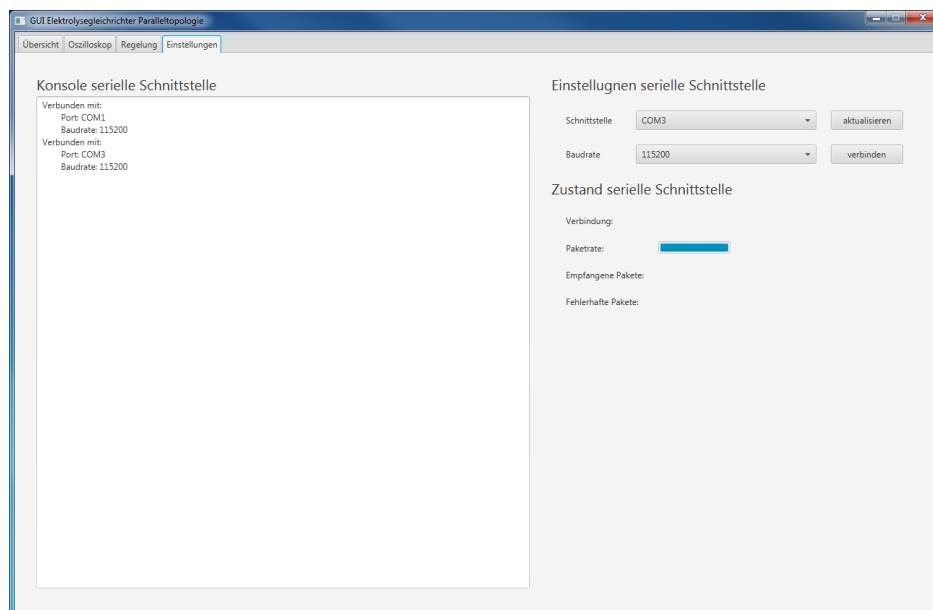 GUI Elektrolysegleichrichter Paralleltopologie
Übersicht Oszilloskop Regelung Einstellungen
Konsole serielle Schnittstelle
Verbunden mit:
Port: COM1
Baudrate: 115200
Verbunden mit:
Port: COM3
Baudrate: 115200
Einstellugnen serielle Schnittstelle
Schnittstelle COM3 aktualisieren
Baudrate 115200 verbinden
Zustand serielle Schnittstelle
Verbindung:
Paketrate:
Empfangene Pakete:
Fehlerhafte Pakete: